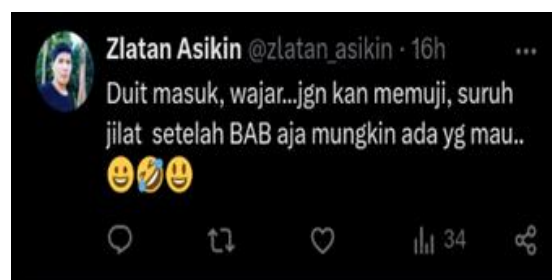 Zlatan Asikin @zlatan_asikin · 16h
Duit masuk, wajar...jgn kan memuji, suruh
jilat setelah BAB aja mungkin ada yg mau..
😀🤣😃
34